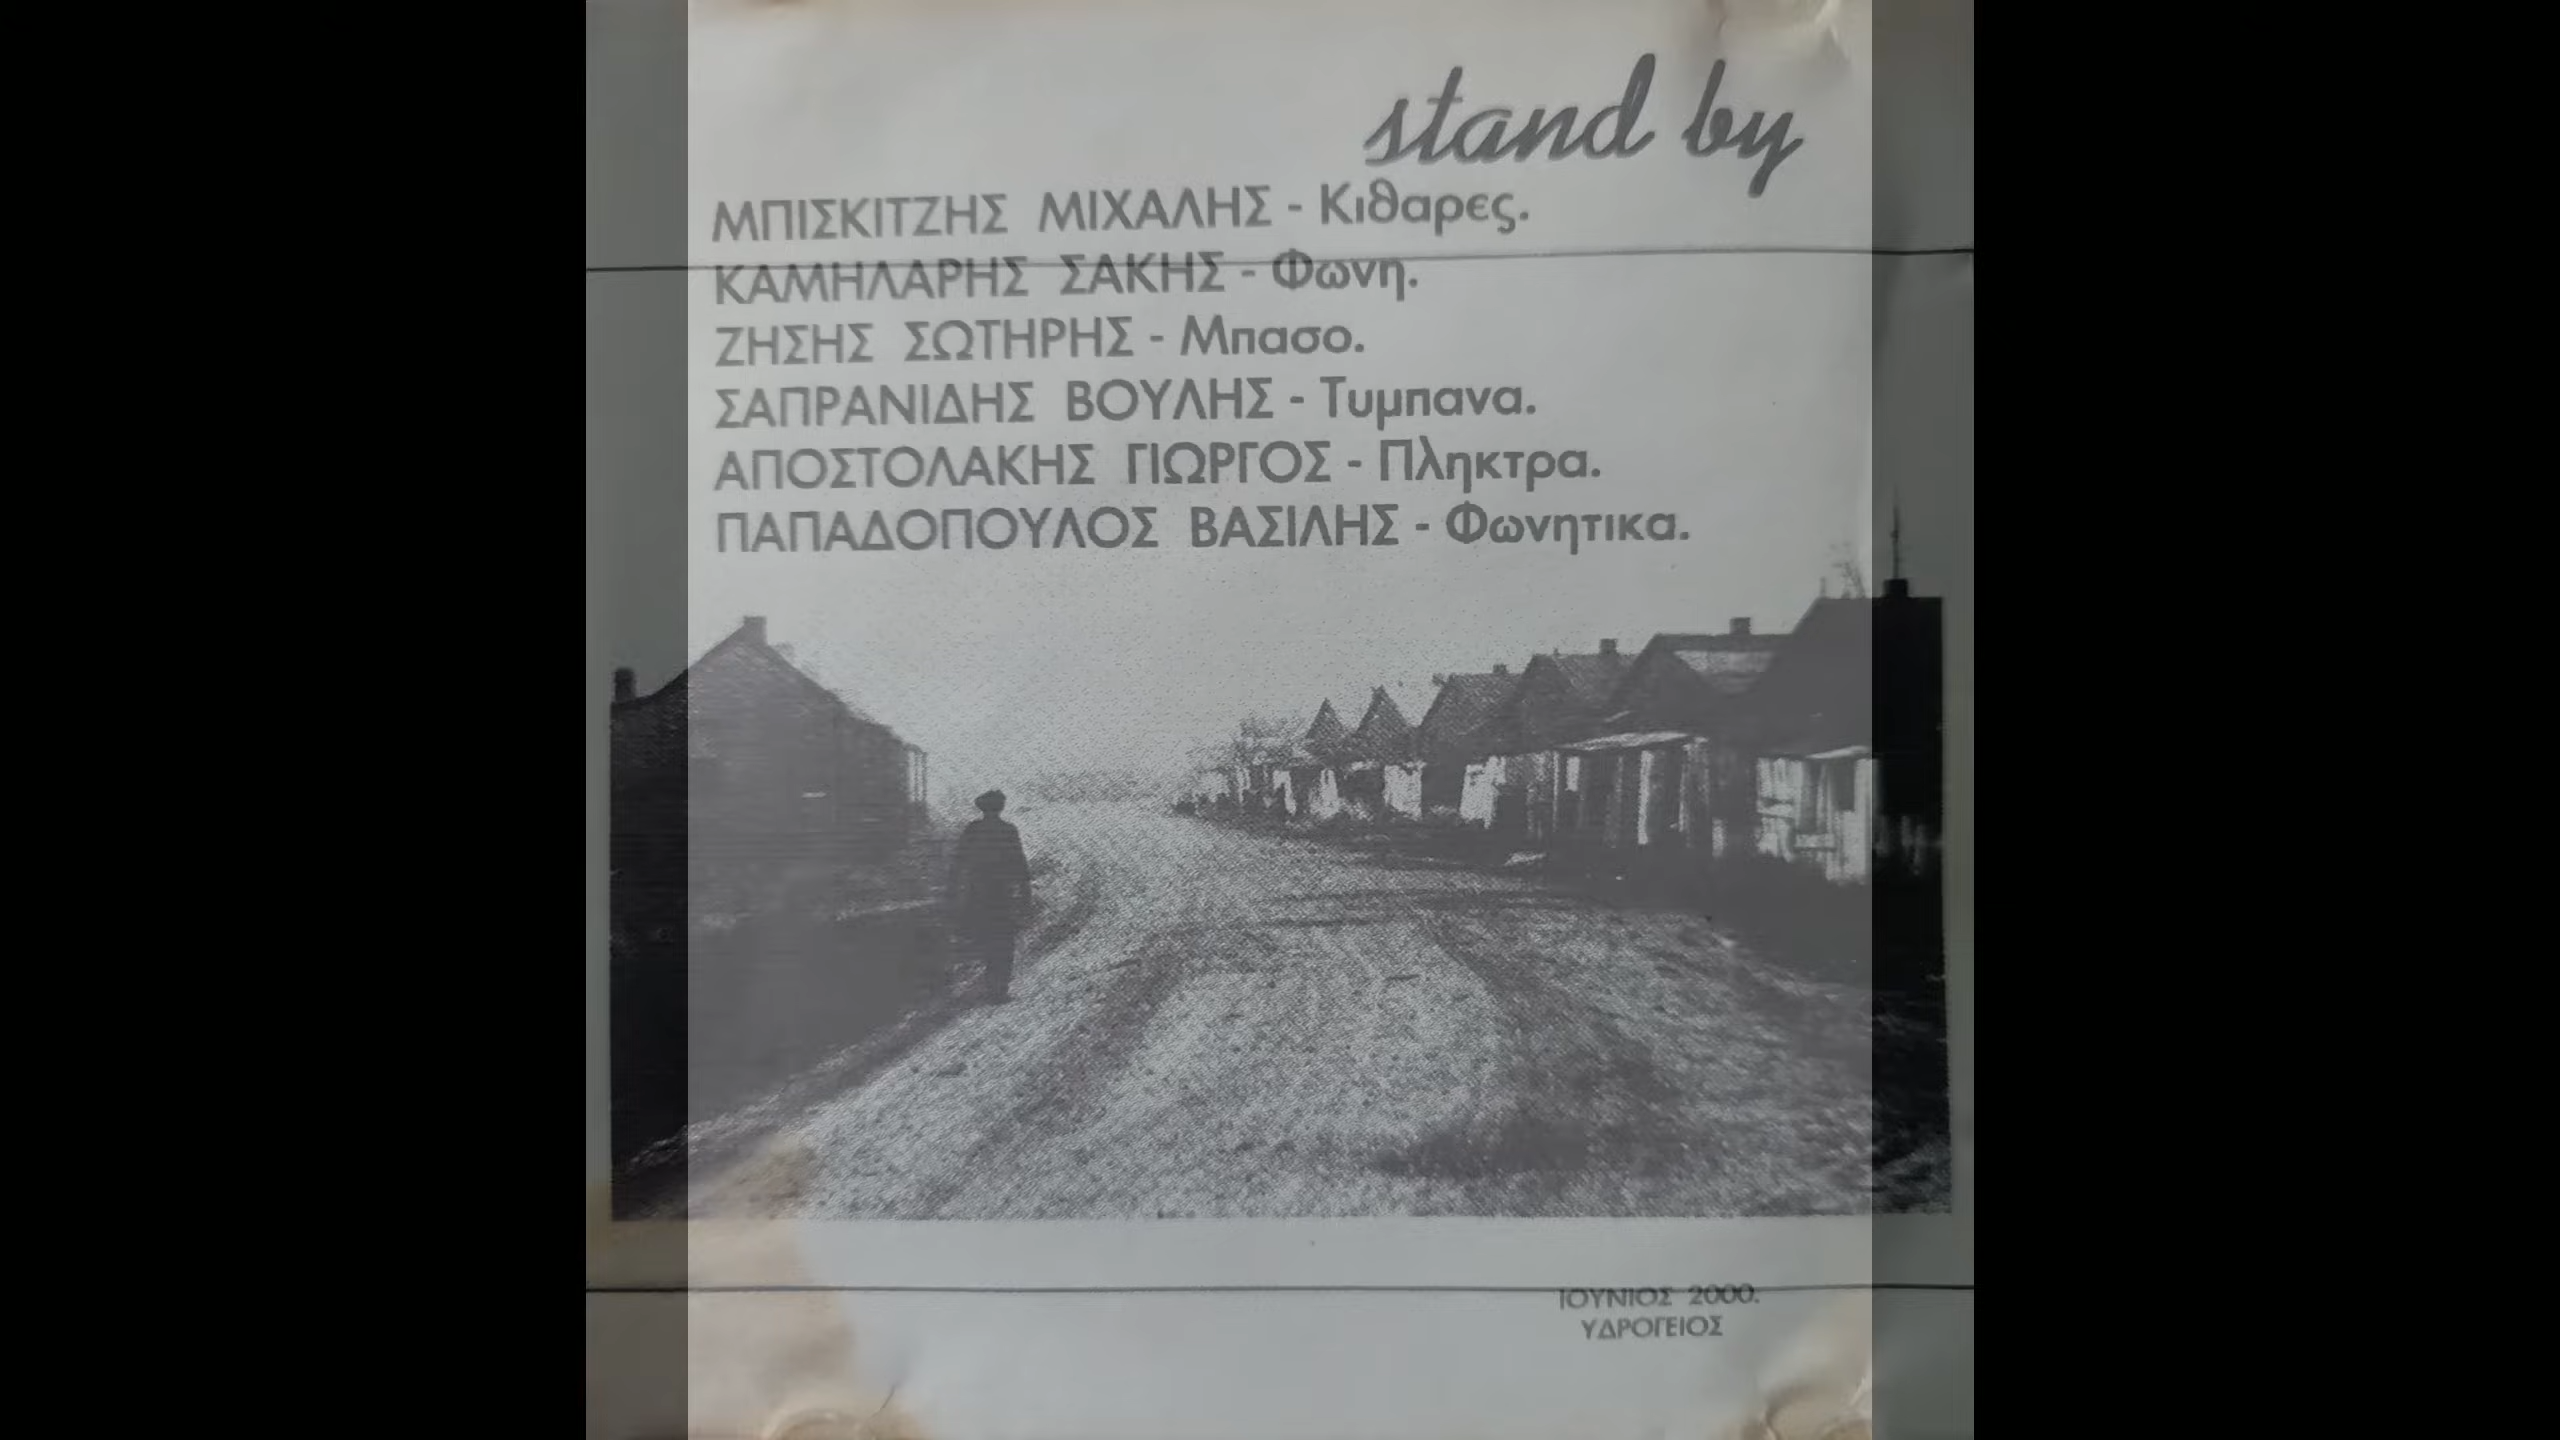 stand by
ΜΠΙΣΚΙΤΖΗΣ ΜΙΧΑΛΗΣ - Κιθαρες.
ΚΑΜΗΛΑΡΗΣ ΣΑΚΗΣ - Φωνη.
ΖΗΣΗΣ ΣΩΤΗΡΗΣ - Μπασο.
ΣΑΠΡΑΝΙΔΗΣ ΒΟΥΛΗΣ - Τυμπανα.
ΑΠΟΣΤΟΛΑΚΗΣ ΓΙΩΡΓΟΣ - Πληκτρα.
ΠΑΠΑΔΟΠΟΥΛΟΣ ΒΑΣΙΛΗΣ - Φωνητικα.
ΙΟΥΝΙΟΣ 2000.
ΥΔΡΟΓΕΙΟΣ